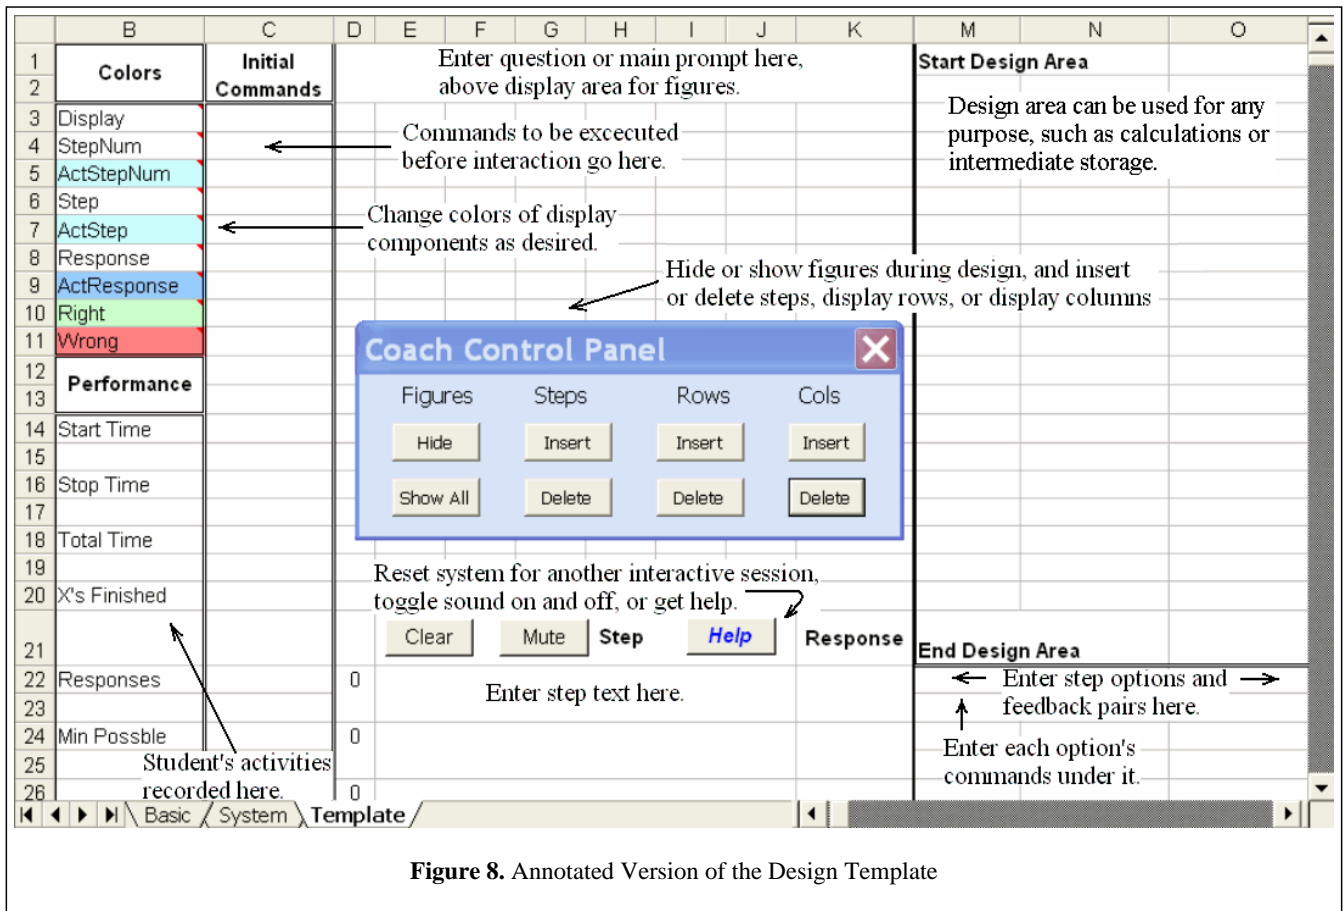 B C D E F G H I J K M N O
1 Colors Initial Enter question or main prompt here, Start Design Area
2 Commands above display area for figures.
3 Display Design area can be used for any
4 StepNum Commands to be excecuted purpose, such as calculations or
before interaction go here. intermediate storage.
5 ActStepNum
6 Step
7 ActStep Change colors of display
components as desired.
8 Response
9 ActResponse Hide or show figures during design, and insert
10 Right or delete steps, display rows, or display columns
11 Wrong
Coach Control Panel
12 Performance
13 Figures Steps Rows Cols
14 Start Time Hide Insert Insert Insert
15
16 Stop Time Show All Delete Delete Delete
17
18 Total Time
19 Reset system for another interactive session,
20 X's Finished toggle sound on and off, or get help.
21 Clear Mute Step Help Response End Design Area
22 Responses 0 Enter step text here. Enter step options and
23 feedback pairs here.
24 Min Possble 0 Enter each option's
25 Student's activities commands under it.
26 recorded here. 0
Basic System Template
Figure 8. Annotated Version of the Design Template